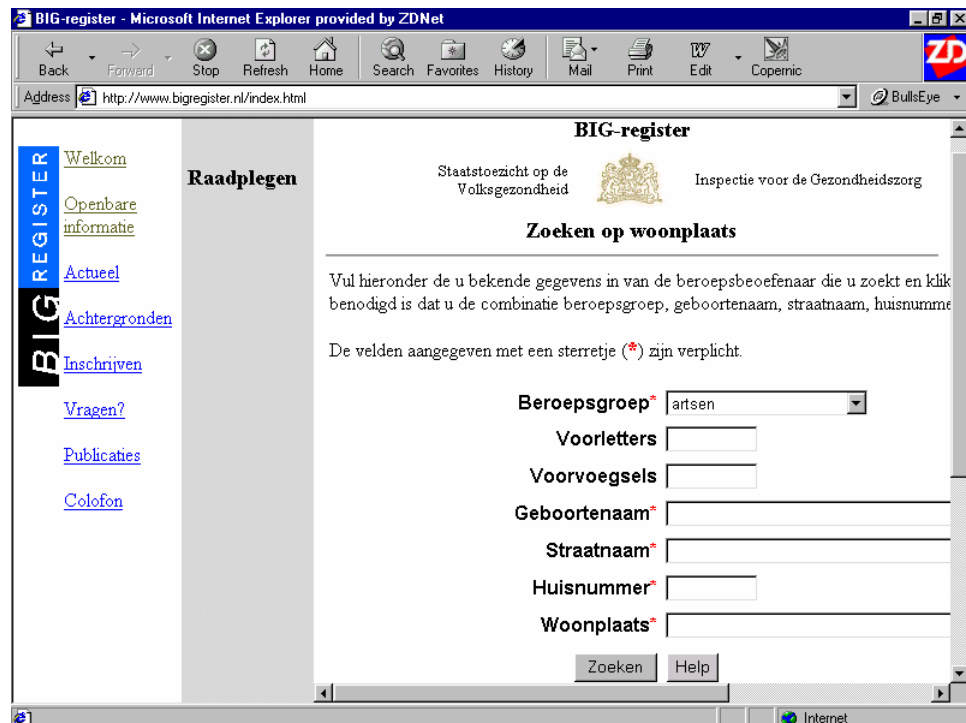 BIG-register - Microsoft Internet Explorer provided by ZDNet
Back Forward Stop Refresh Home Search Favorites History Mail Print Edit Copernic
ZD
Address http://www.bigregister.nl/index.html BullsEye
BIG REGISTER
Welkom
Openbare
informatie
Actueel
Achtergronden
Inschrijven
Vragen?
Publicaties
Colofon
Raadplegen
BIG-register
Staatstoezicht op de
Volksgezondheid
Inspectie voor de Gezondheidszorg
Zoeken op woonplaats
Vul hieronder de u bekende gegevens in van de beroepsbeoefenaar die u zoekt en klik
benodigd is dat u de combinatie beroepsgroep, geboortenaam, straatnaam, huisnumme
De velden aangegeven met een sterretje (*) zijn verplicht.
Beroepsgroep* artsen
Voorletters
Voorvoegsels
Geboortenaam*
Straatnaam*
Huisnummer*
Woonplaats*
Zoeken Help
Internet